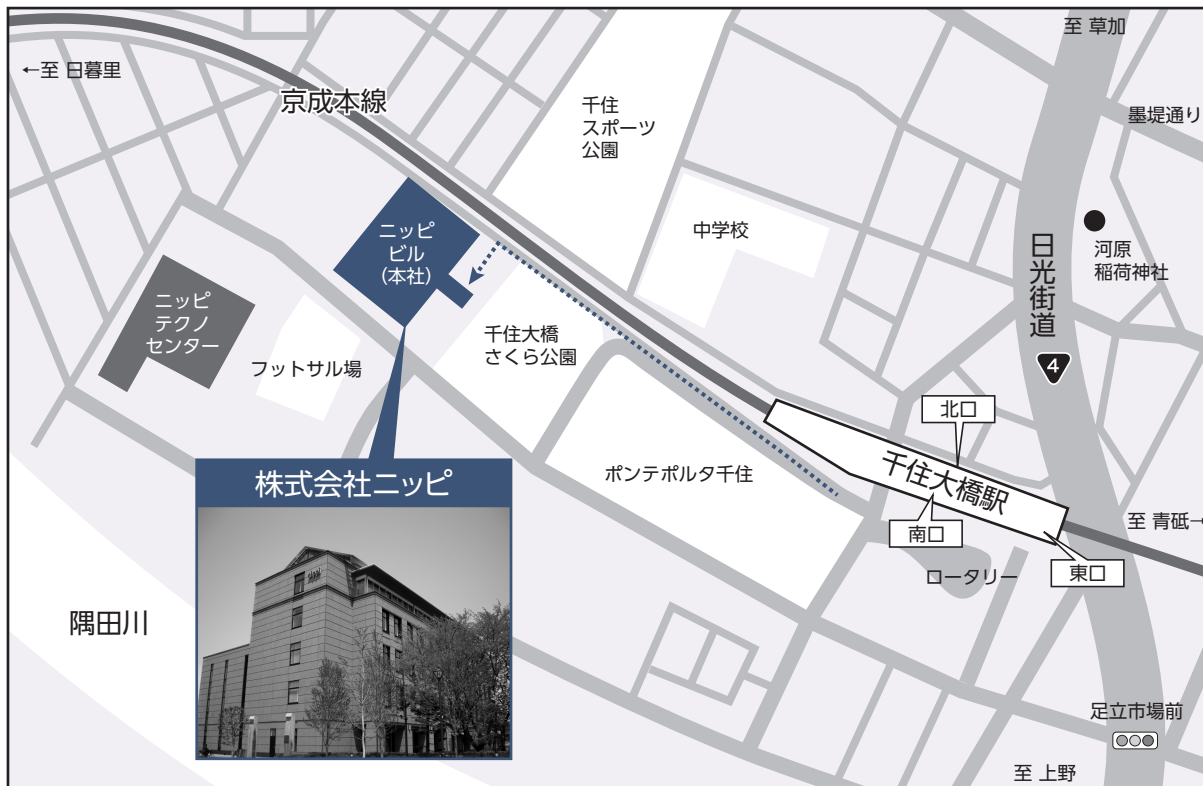 至 草加
←至 日暮里
京成本線
千住
スポーツ
公園
墨堤通り
中学校
ニッピ
ビル
(本社)
河原
稲荷神社
日光街道
4
ニッピ
テクノ
センター
フットサル場
千住大橋
さくら公園
北口
千住大橋駅
ポンテポルタ千住
南口
至 青砥→
東口
ロータリー
株式会社ニッピ
nippi
隅田川
足立市場前
至 上野